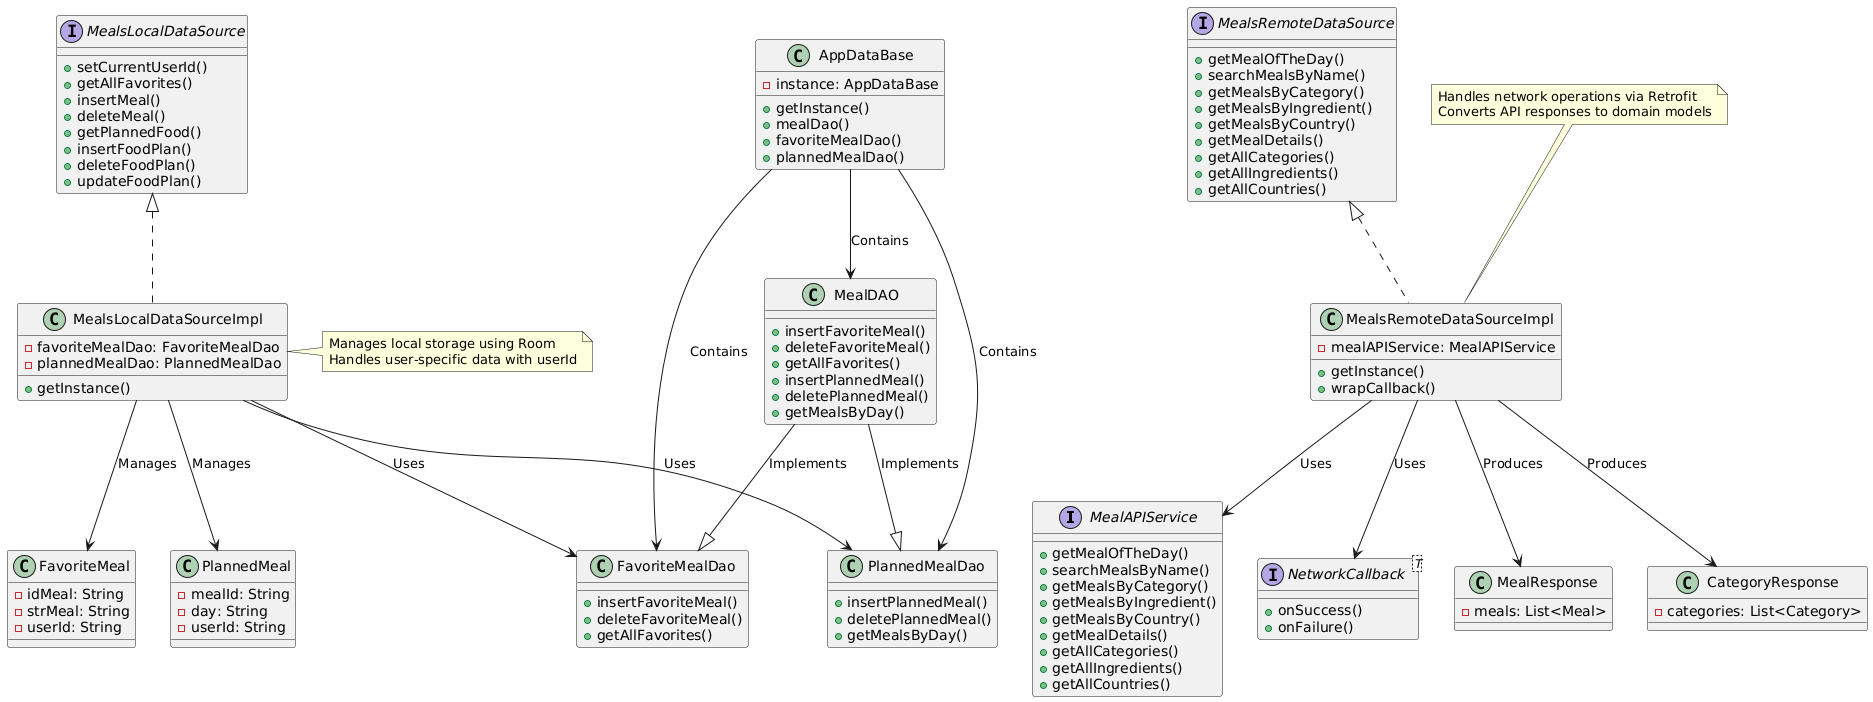 I MealsLocalDataSource
setCurrentUserId()
getAllFavorites()
insertMeal()
deleteMeal()
getPlannedFood()
insertFoodPlan()
deleteFoodPlan()
updateFoodPlan()
C AppDataBase
instance: AppDataBase
getInstance()
mealDao()
favoriteMealDao()
plannedMealDao()
I MealsRemoteDataSource
getMealOfTheDay()
searchMealsByName()
getMealsByCategory()
getMealsByIngredient()
getMealsByCountry()
getMealDetails()
getAllCategories()
getAllIngredients()
getAllCountries()
Handles network operations via Retrofit
Converts API responses to domain models
Contains
Contains
Contains
C MealsLocalDataSourceImpl
favoriteMealDao: FavoriteMealDao
plannedMealDao: PlannedMealDao
getInstance()
Manages local storage using Room
Handles user-specific data with userId
C MealDAO
insertFavoriteMeal()
deleteFavoriteMeal()
getAllFavorites()
insertPlannedMeal()
deletePlannedMeal()
getMealsByDay()
C MealsRemoteDataSourceImpl
mealAPIService: MealAPIService
getInstance()
wrapCallback()
Manages
Manages
Uses
Uses
Implements
Implements
Uses
Uses
Produces
Produces
C FavoriteMeal
idMeal: String
strMeal: String
userId: String
C PlannedMeal
mealId: String
day: String
userId: String
C FavoriteMealDao
insertFavoriteMeal()
deleteFavoriteMeal()
getAllFavorites()
C PlannedMealDao
insertPlannedMeal()
deletePlannedMeal()
getMealsByDay()
I MealAPIService
getMealOfTheDay()
searchMealsByName()
getMealsByCategory()
getMealsByIngredient()
getMealsByCountry()
getMealDetails()
getAllCategories()
getAllIngredients()
getAllCountries()
I NetworkCallback T
onSuccess()
onFailure()
C MealResponse
meals: List<Meal>
C CategoryResponse
categories: List<Category>